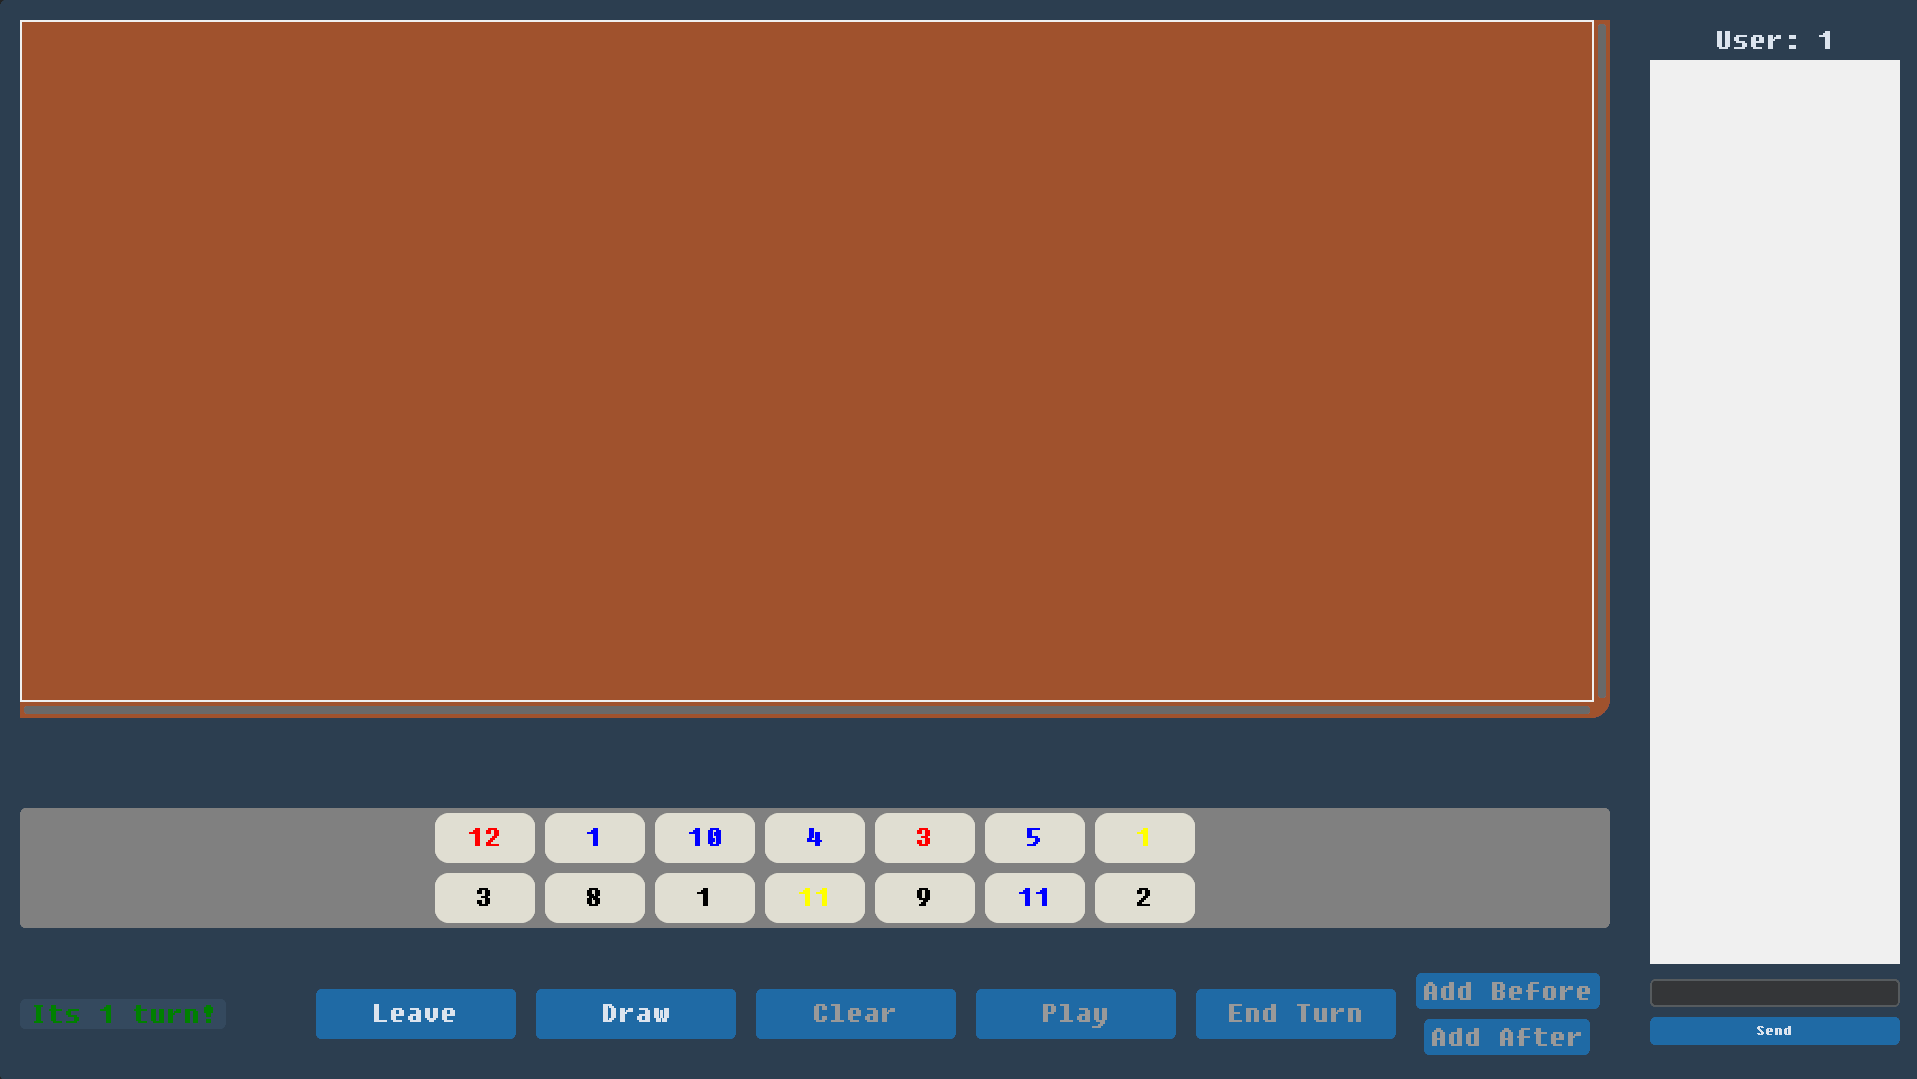 User: 1
12 1 10 4 3 5 1
3 8 1 11 9 11 2
Its 1 turn!
Leave
Draw
Clear
Play
End Turn
Add Before
Add After
Send